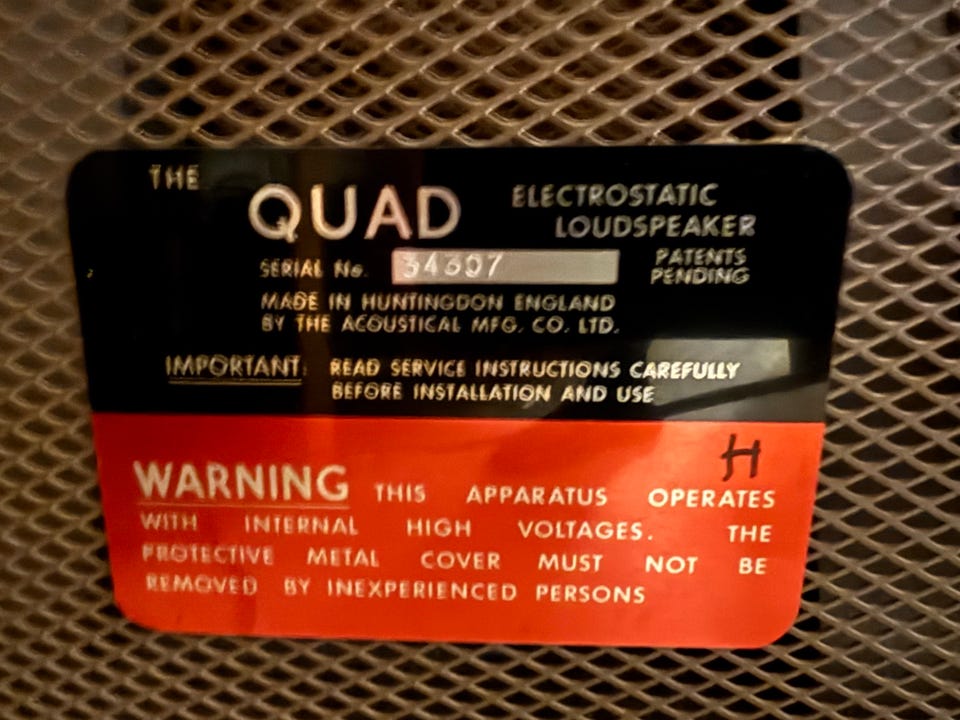 THE QUAD ELECTROSTATIC
LOUDSPEAKER
SERIAL No. 34307
PATENTS
PENDING
MADE IN HUNTINGDON ENGLAND
BY THE ACOUSTICAL MFG. CO. LTD.
IMPORTANT: READ SERVICE INSTRUCTIONS CAREFULLY
BEFORE INSTALLATION AND USE
H
WARNING THIS APPARATUS OPERATES
WITH INTERNAL HIGH VOLTAGES. THE
PROTECTIVE METAL COVER MUST NOT BE
REMOVED BY INEXPERIENCED PERSONS